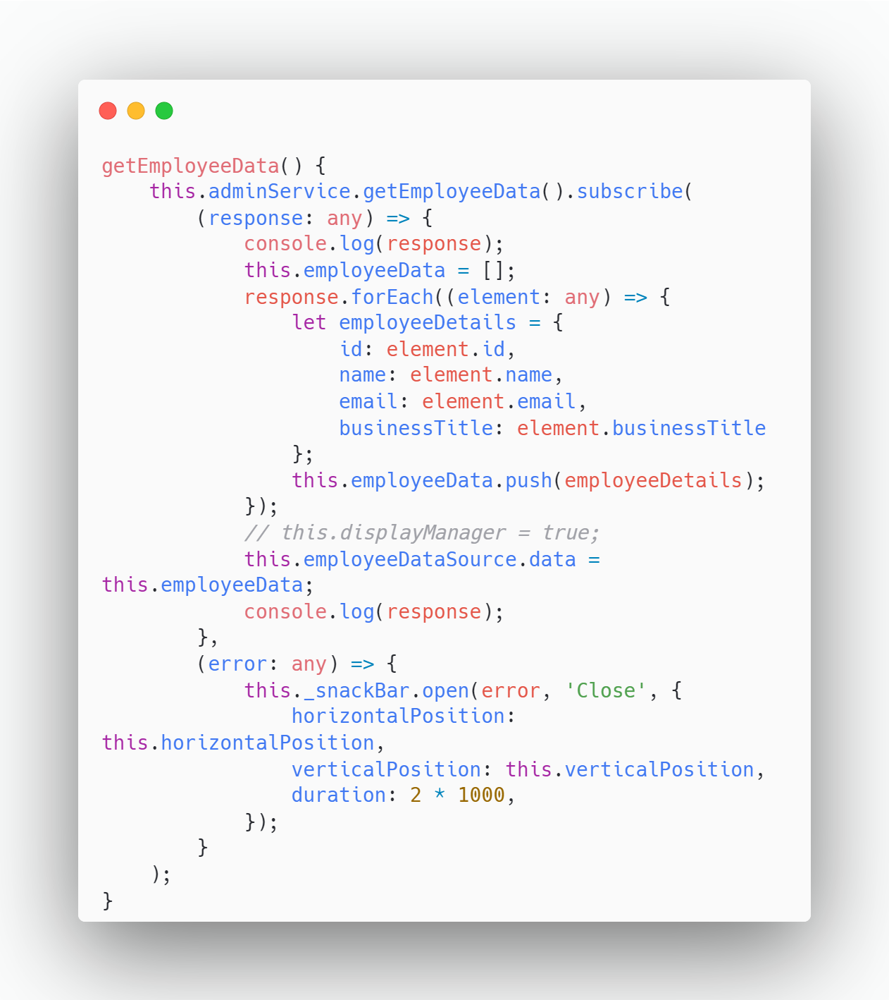 getEmployeeData() {
    this.adminService.getEmployeeData().subscribe(
        (response: any) => {
            console.log(response);
            this.employeeData = [];
            response.forEach((element: any) => {
                let employeeDetails = {
                    id: element.id,
                    name: element.name,
                    email: element.email,
                    businessTitle: element.businessTitle
                };
                this.employeeData.push(employeeDetails);
            });
            // this.displayManager = true;
            this.employeeDataSource.data =
this.employeeData;
            console.log(response);
        },
        (error: any) => {
            this._snackBar.open(error, 'Close', {
                horizontalPosition:
this.horizontalPosition,
                verticalPosition: this.verticalPosition,
                duration: 2 * 1000,
            });
        }
    );
}